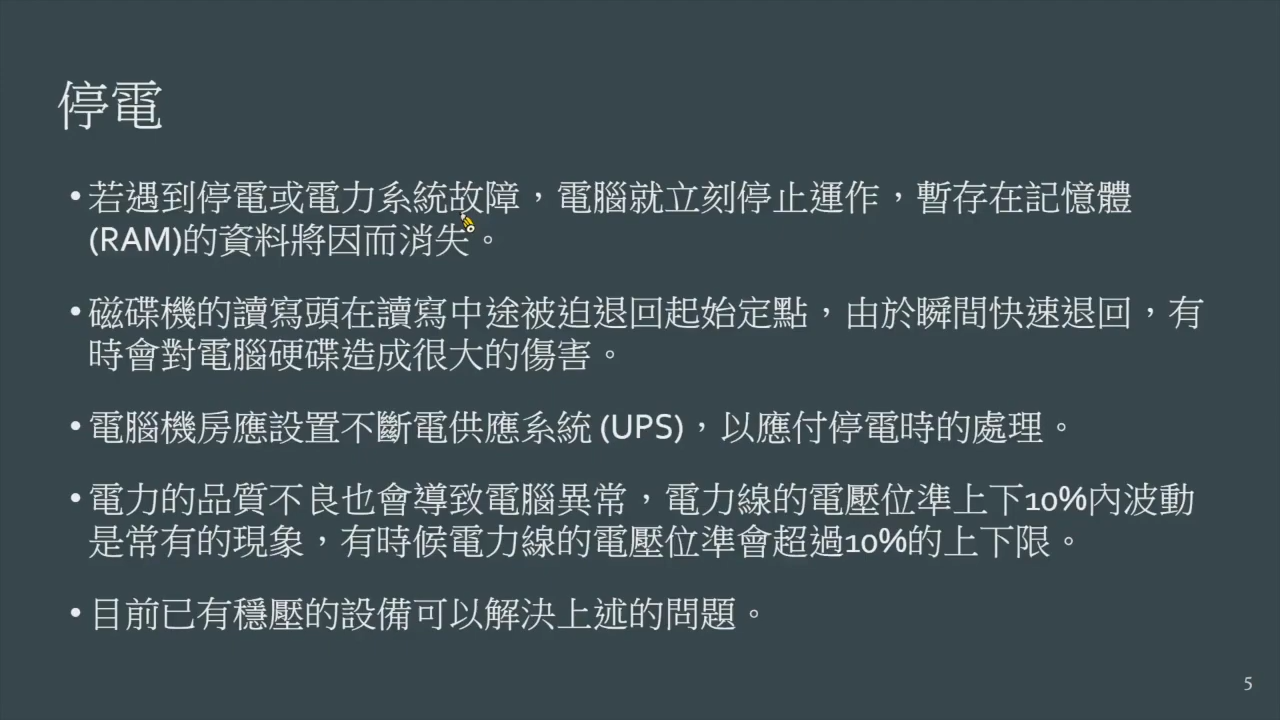 停電
•若遇到停電或電力系統故障，電腦就立刻停止運作，暫存在記憶體
(RAM)的資料將因而消失。
•磁碟機的讀寫頭在讀寫中途被迫退回起始定點，由於瞬間快速退回，有
時會對電腦硬碟造成很大的傷害。
•電腦機房應設置不斷電供應系統 (UPS)，以應付停電時的處理。
•電力的品質不良也會導致電腦異常，電力線的電壓位準上下10%內波動
是常有的現象，有時候電力線的電壓位準會超過10%的上下限。
•目前已有穩壓的設備可以解決上述的問題。
5